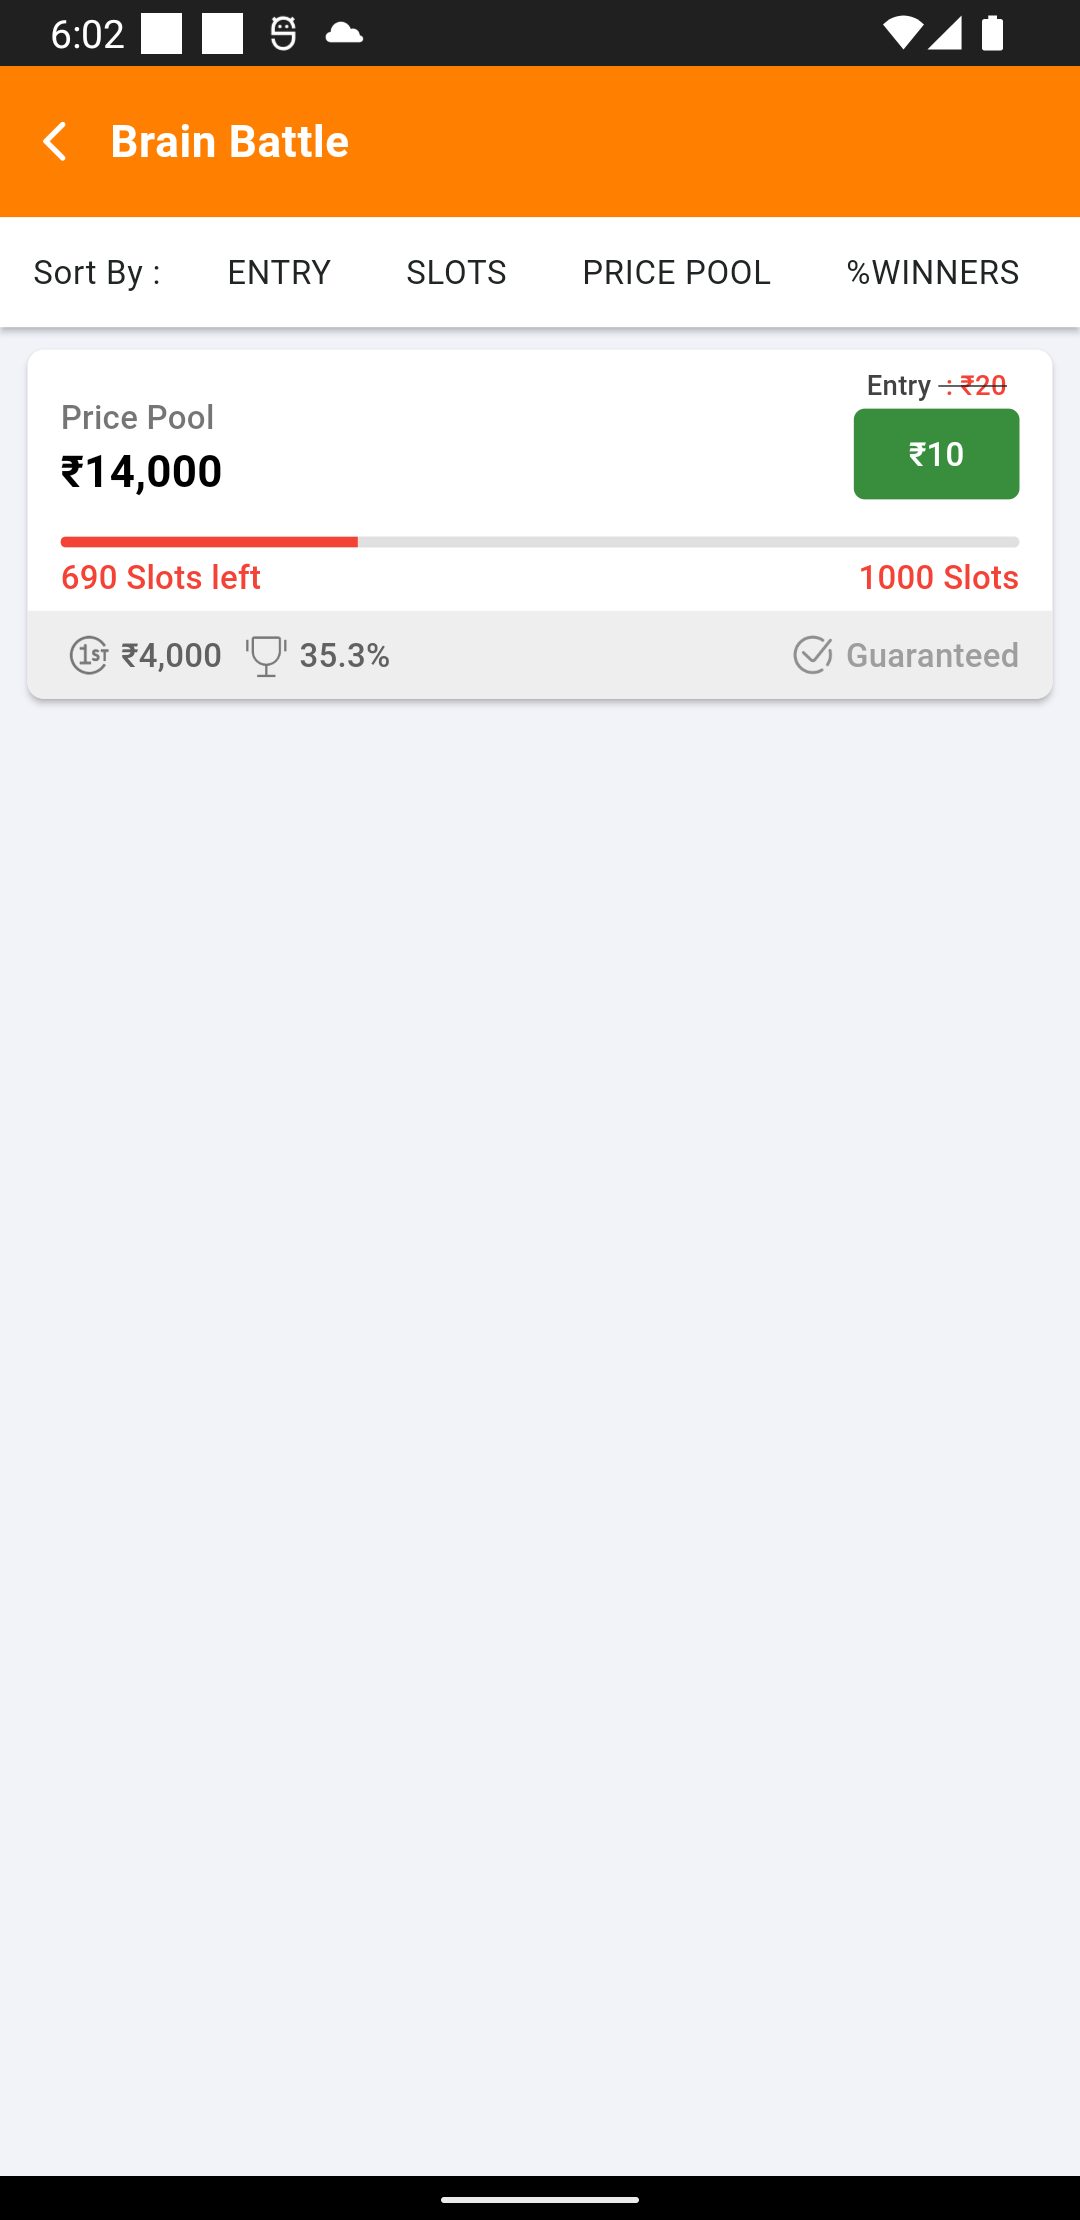 6:02
Brain Battle
Sort By : ENTRY SLOTS PRICE POOL %WINNERS
Entry : ₹20
Price Pool
₹10
₹14,000
690 Slots left 1000 Slots
1ST ₹4,000 35.3% Guaranteed